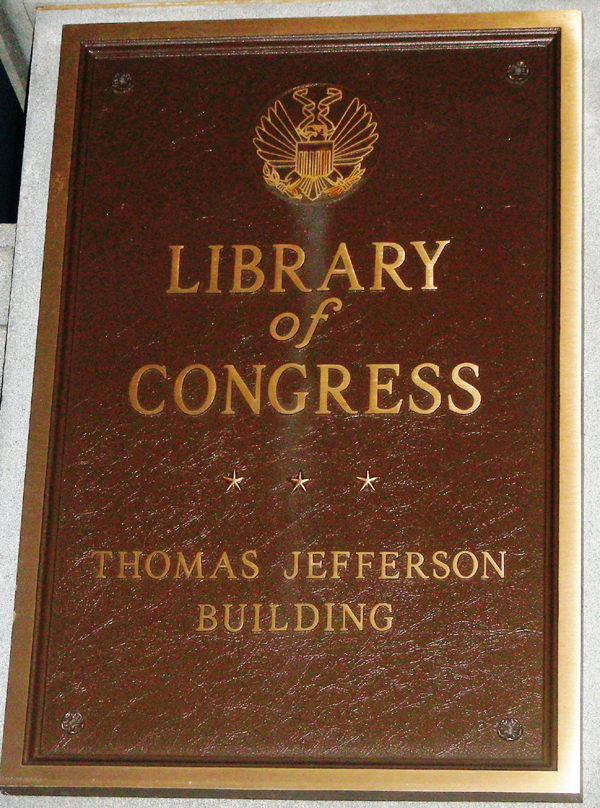 LIBRARY
of
CONGRESS
THOMAS JEFFERSON
BUILDING